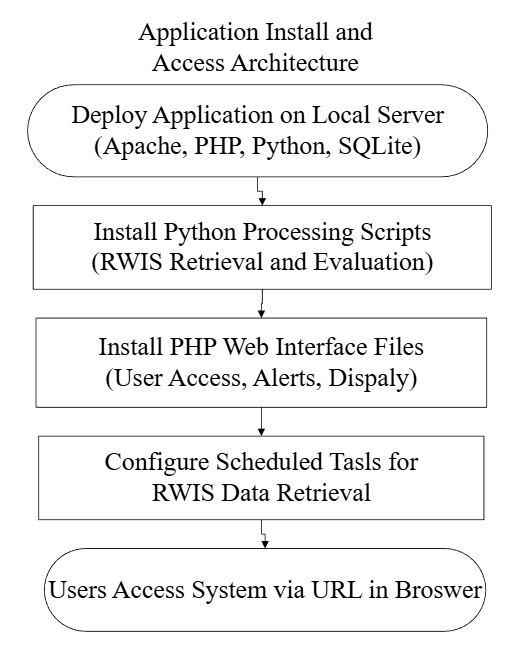 Application Install and
Access Architecture
Deploy Application on Local Server
(Apache, PHP, Python, SQLite)
Install Python Processing Scripts
(RWIS Retrieval and Evaluation)
Install PHP Web Interface Files
(User Access, Alerts, Dispaly)
Configure Scheduled Tasls for
RWIS Data Retrieval
Users Access System via URL in Broswer